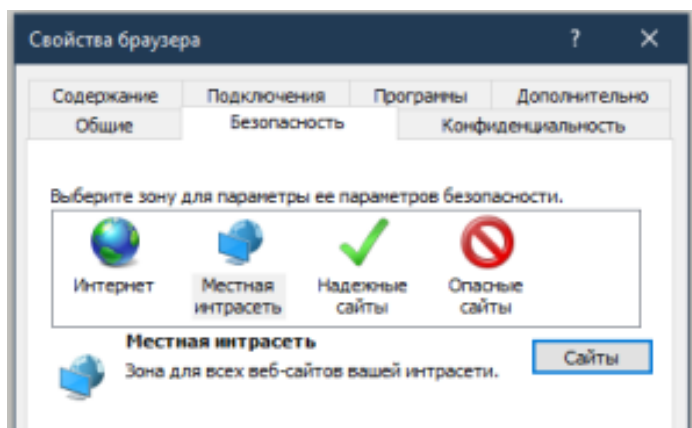 Свойства браузера ? ×
Содержание Подключения Программы Дополнительно
Общие Безопасность Конфиденциальность
Выберите зону для параметры ее параметров безопасности.
Интернет Местная интрасеть Надежные сайты Опасные сайты
Местная интрасеть
Зона для всех веб-сайтов вашей интрасети.
Сайты